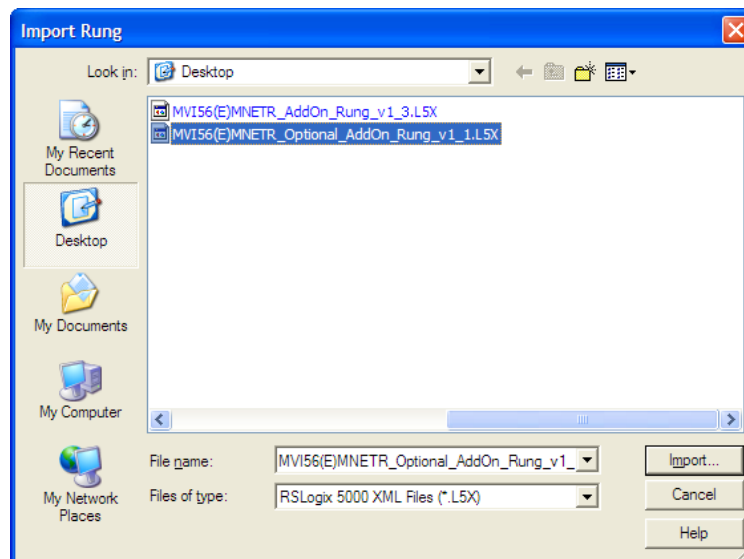 Import Rung
Look in:
Desktop
MVI56(E)MNETR_AddOn_Rung_v1_3.L5X
MVI56(E)MNETR_Optional_AddOn_Rung_v1_1.L5X
My Recent
Documents
Desktop
My Documents
My Computer
My Network
Places
File name:
MVI56(E)MNETR_Optional_AddOn_Rung_v1_
Import...
Files of type:
RSLogix 5000 XML Files (*.L5X)
Cancel
Help